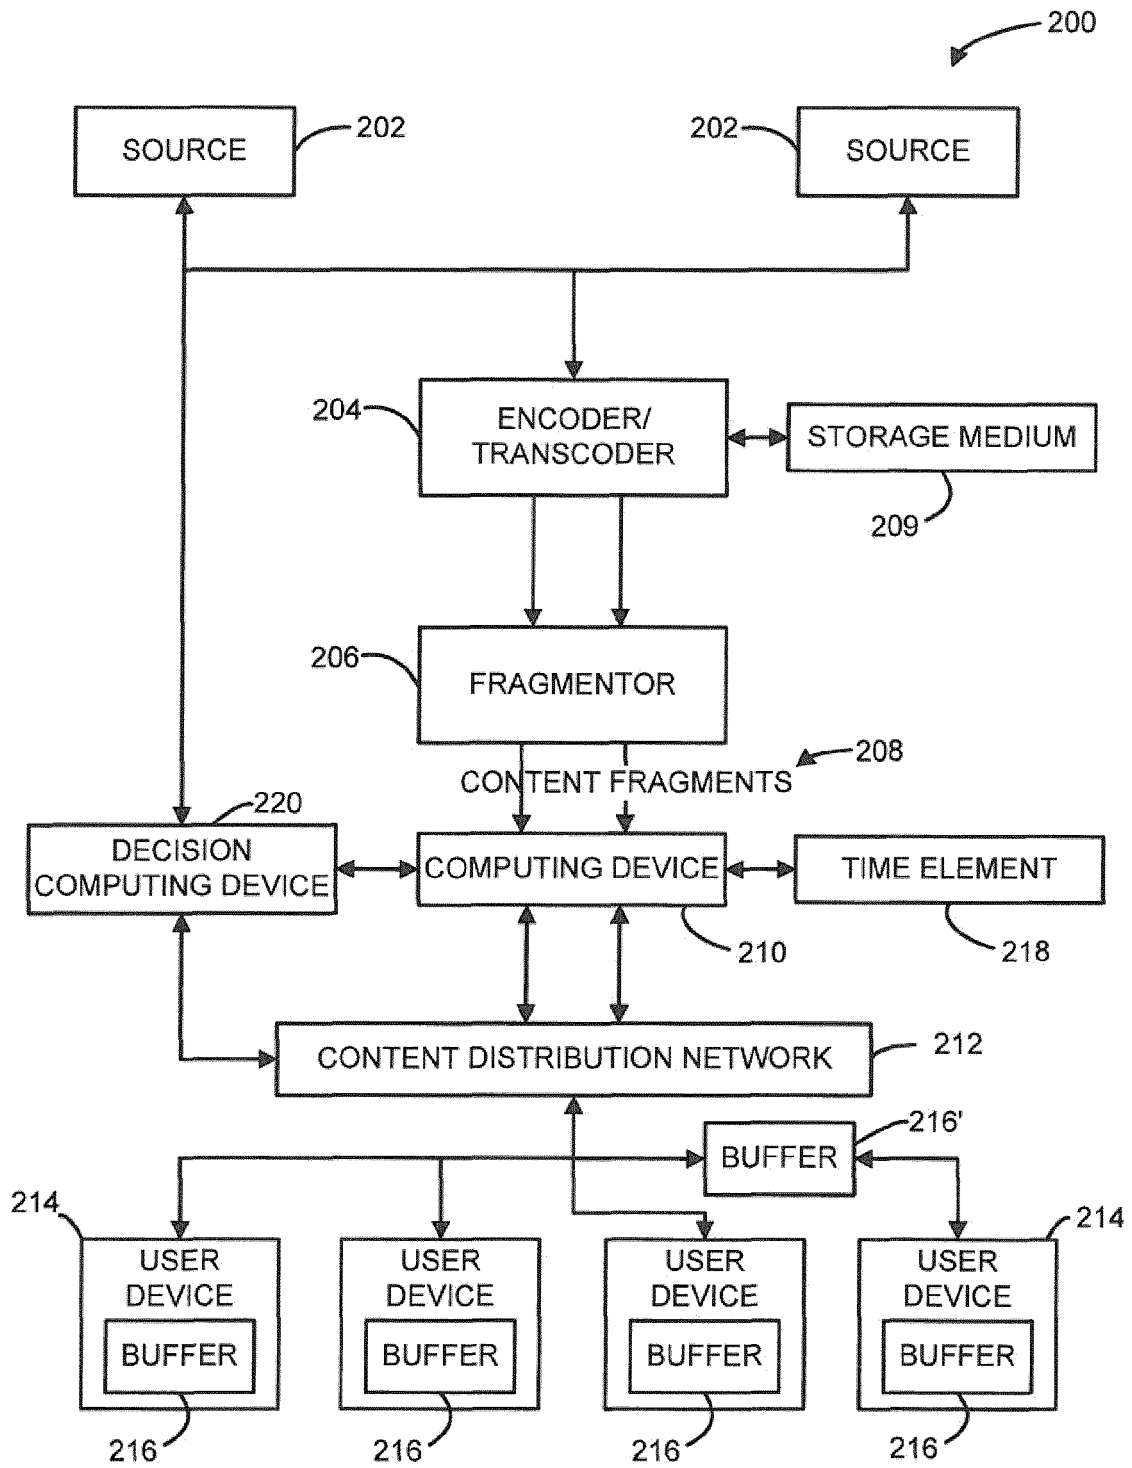 200
SOURCE
202
202
SOURCE
204
ENCODER/
TRANSCODER
STORAGE MEDIUM
209
206
FRAGMENTOR
208
CONTENT FRAGMENTS
220
DECISION
COMPUTING DEVICE
COMPUTING DEVICE
TIME ELEMENT
210
218
CONTENT DISTRIBUTION NETWORK
212
216'
BUFFER
214
214
USER
DEVICE
BUFFER
USER
DEVICE
BUFFER
USER
DEVICE
BUFFER
USER
DEVICE
BUFFER
216
216
216
216